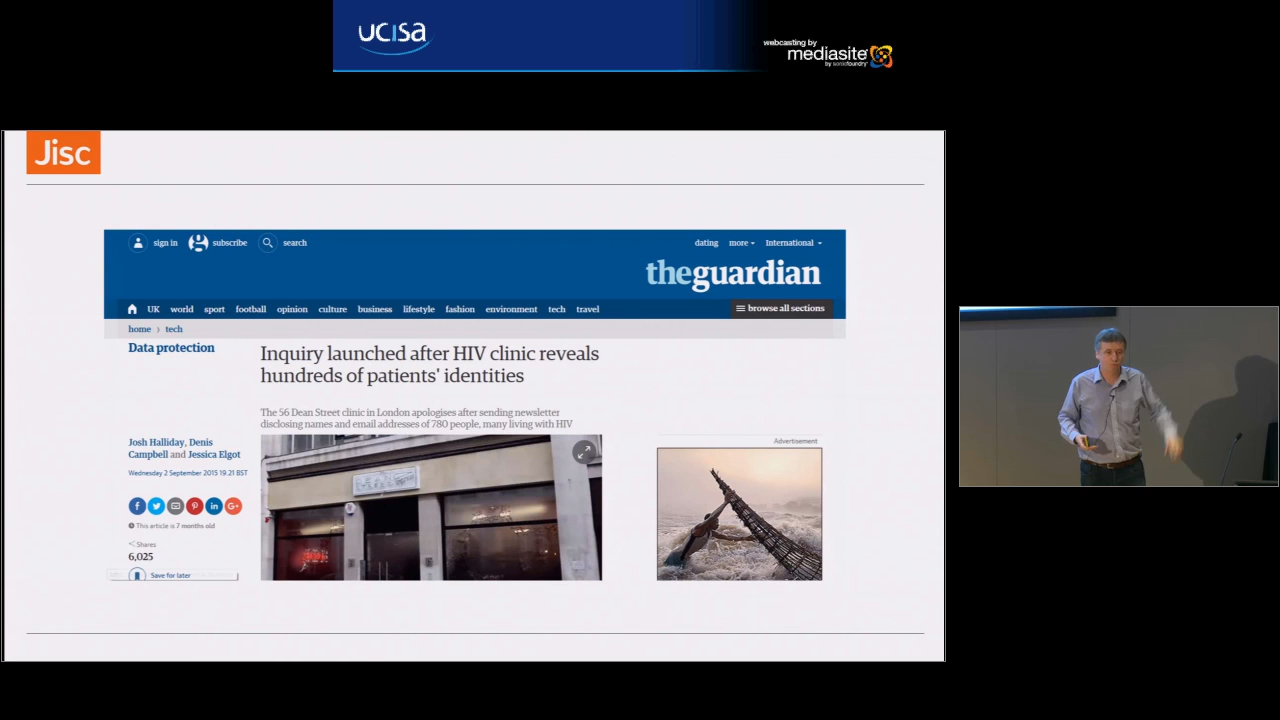 ucisa
webcasting by
mediasite
by sonicfoundry
Jisc
sign in subscribe search
dating more International
theguardian
UK world sport football opinion culture business lifestyle fashion environment tech travel
browse all sections
home › tech
Data protection
Inquiry launched after HIV clinic reveals
hundreds of patients' identities
The 56 Dean Street clinic in London apologises after sending newsletter
disclosing names and email addresses of 780 people, many living with HIV
Josh Halliday, Denis
Campbell and Jessica Elgot
Wednesday 2 September 2015 19.21 BST
This article is 7 months old
Shares
6,025
Save for later
Advertisement